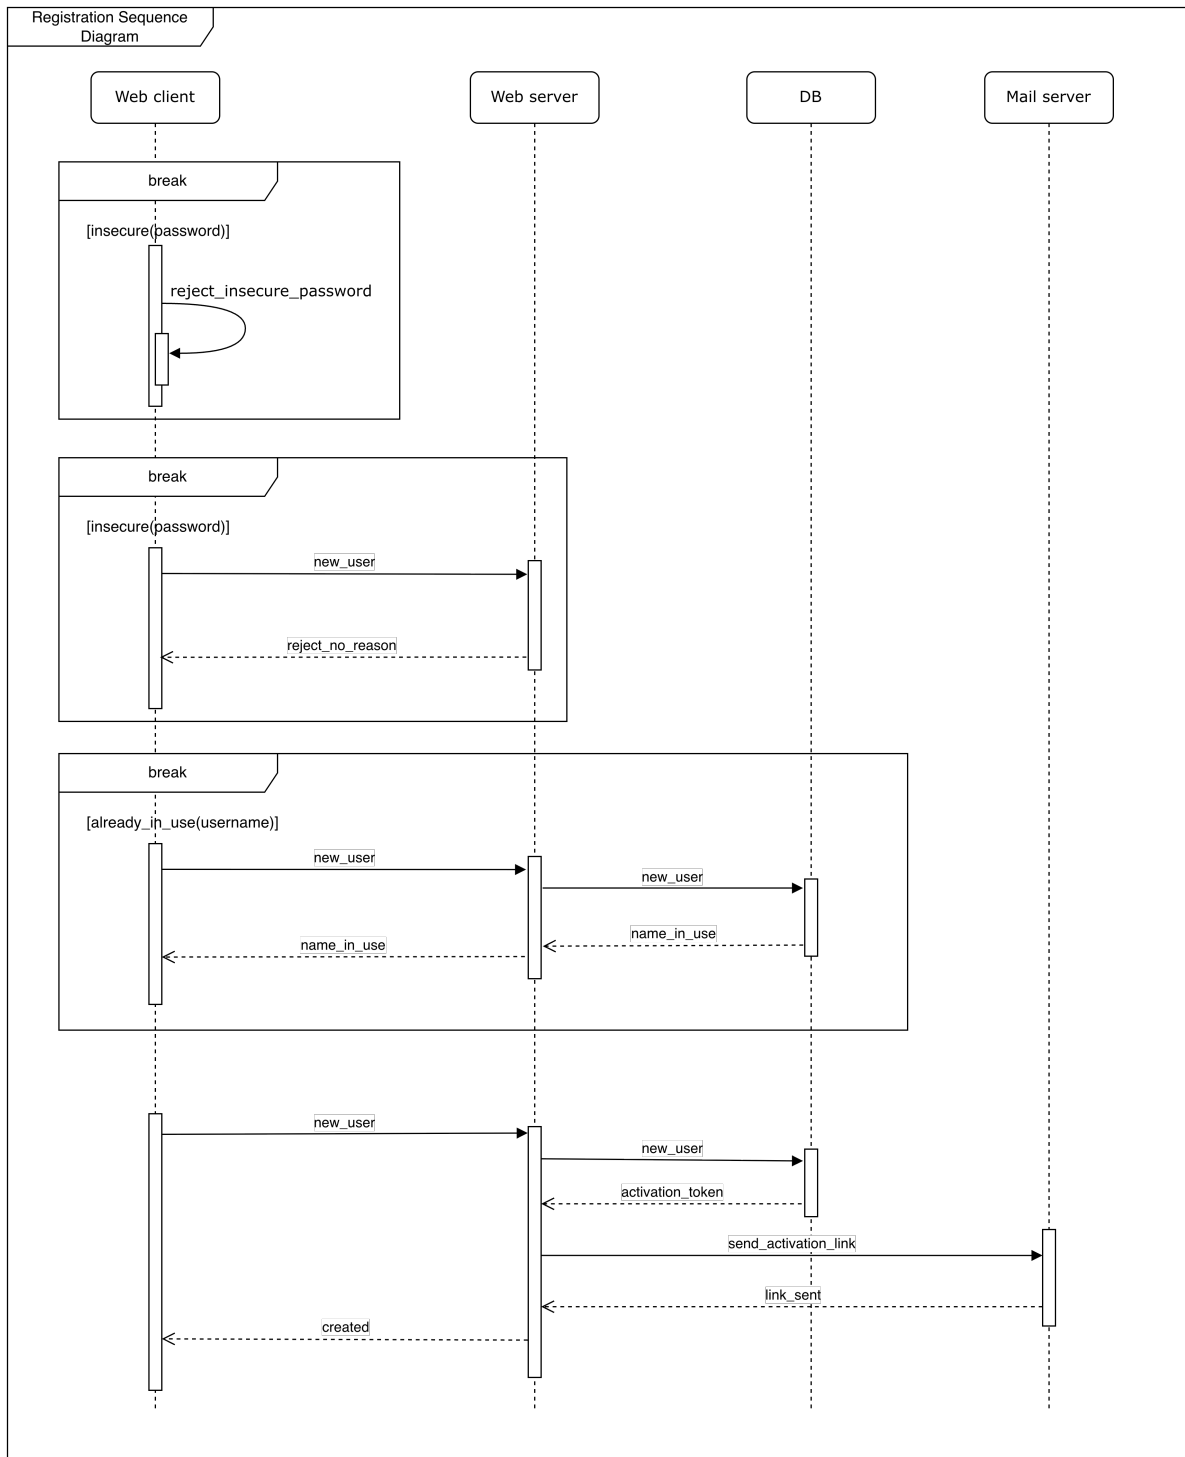 Registration Sequence
Diagram
Web client
Web server
DB
Mail server
break
[insecure(password)]
reject_insecure_password
break
[insecure(password)]
new_user
reject_no_reason
break
[already_in_use(username)]
new_user
new_user
name_in_use
name_in_use
new_user
new_user
activation_token
send_activation_link
link_sent
created